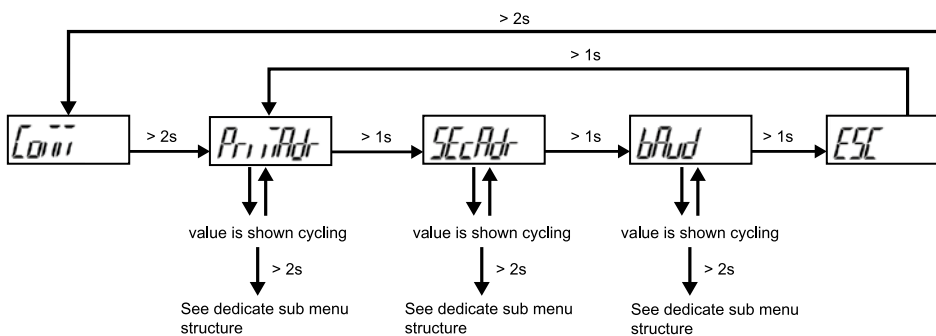 > 2s
> 1s
Comm > 2s PrimAdr > 1s SEcAdr > 1s bAud > 1s ESC
value is shown cycling value is shown cycling value is shown cycling
> 2s > 2s > 2s
See dedicate sub menu structure
See dedicate sub menu structure
See dedicate sub menu structure